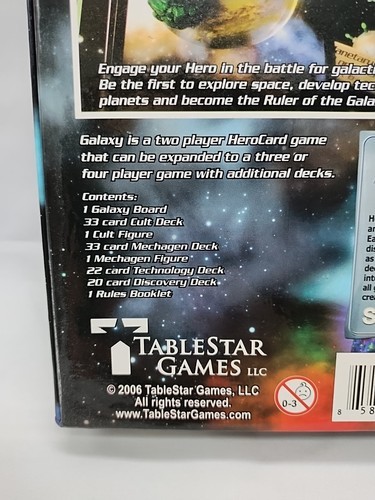 Engage your Hero in the battle for galacti
Be the first to explore space, develop tec
planets and become the Ruler of the Gala
Galaxy is a two player HeroCard game
that can be expanded to a three or
four player game with additional decks.
Contents:
1 Galaxy Board
33 card Cult Deck
1 Cult Figure
33 card Mechagen Deck
1 Mechagen Figure
22 card Technology Deck
20 card Discovery Deck
1 Rules Booklet
TABLESTAR
GAMES LLC
© 2006 TableStar Games, LLC
All rights reserved.
www.TableStarGames.com
0-3
8 58